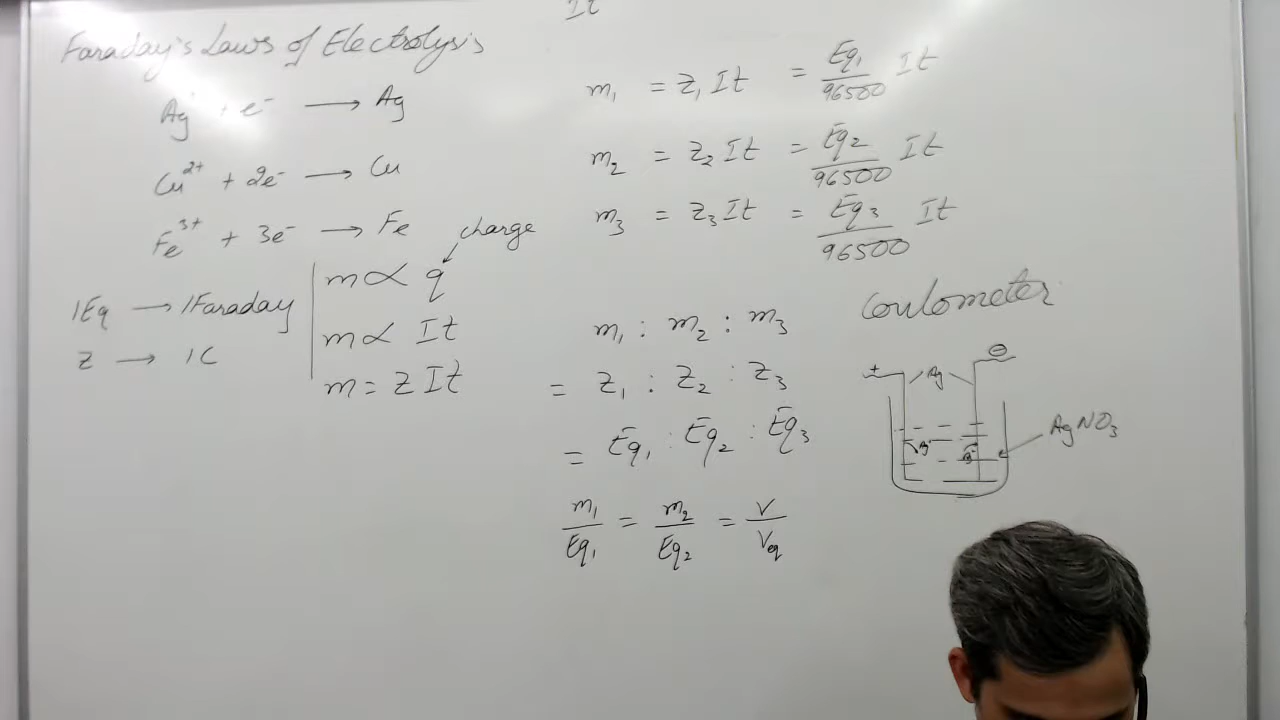 It
Faraday's Laws of Electrolysis
Ag⁺ + e⁻ ⟶ Ag
Cu²⁺ + 2e⁻ ⟶ Cu
Fe³⁺ + 3e⁻ ⟶ Fe
charge
1Eq ⟶ 1Faraday
Z ⟶ 1C
m ∝ q
m ∝ It
m = Z It
m₁ = Z₁ It = Eq₁/96500 It
m₂ = Z₂ It = Eq₂/96500 It
m₃ = Z₃ It = Eq₃/96500 It
m₁ : m₂ : m₃
= Z₁ : Z₂ : Z₃
= Eq₁ : Eq₂ : Eq₃
m₁/Eq₁ = m₂/Eq₂ = V/Veq
Coulometer
+ Ag ⊖
AgNO₃